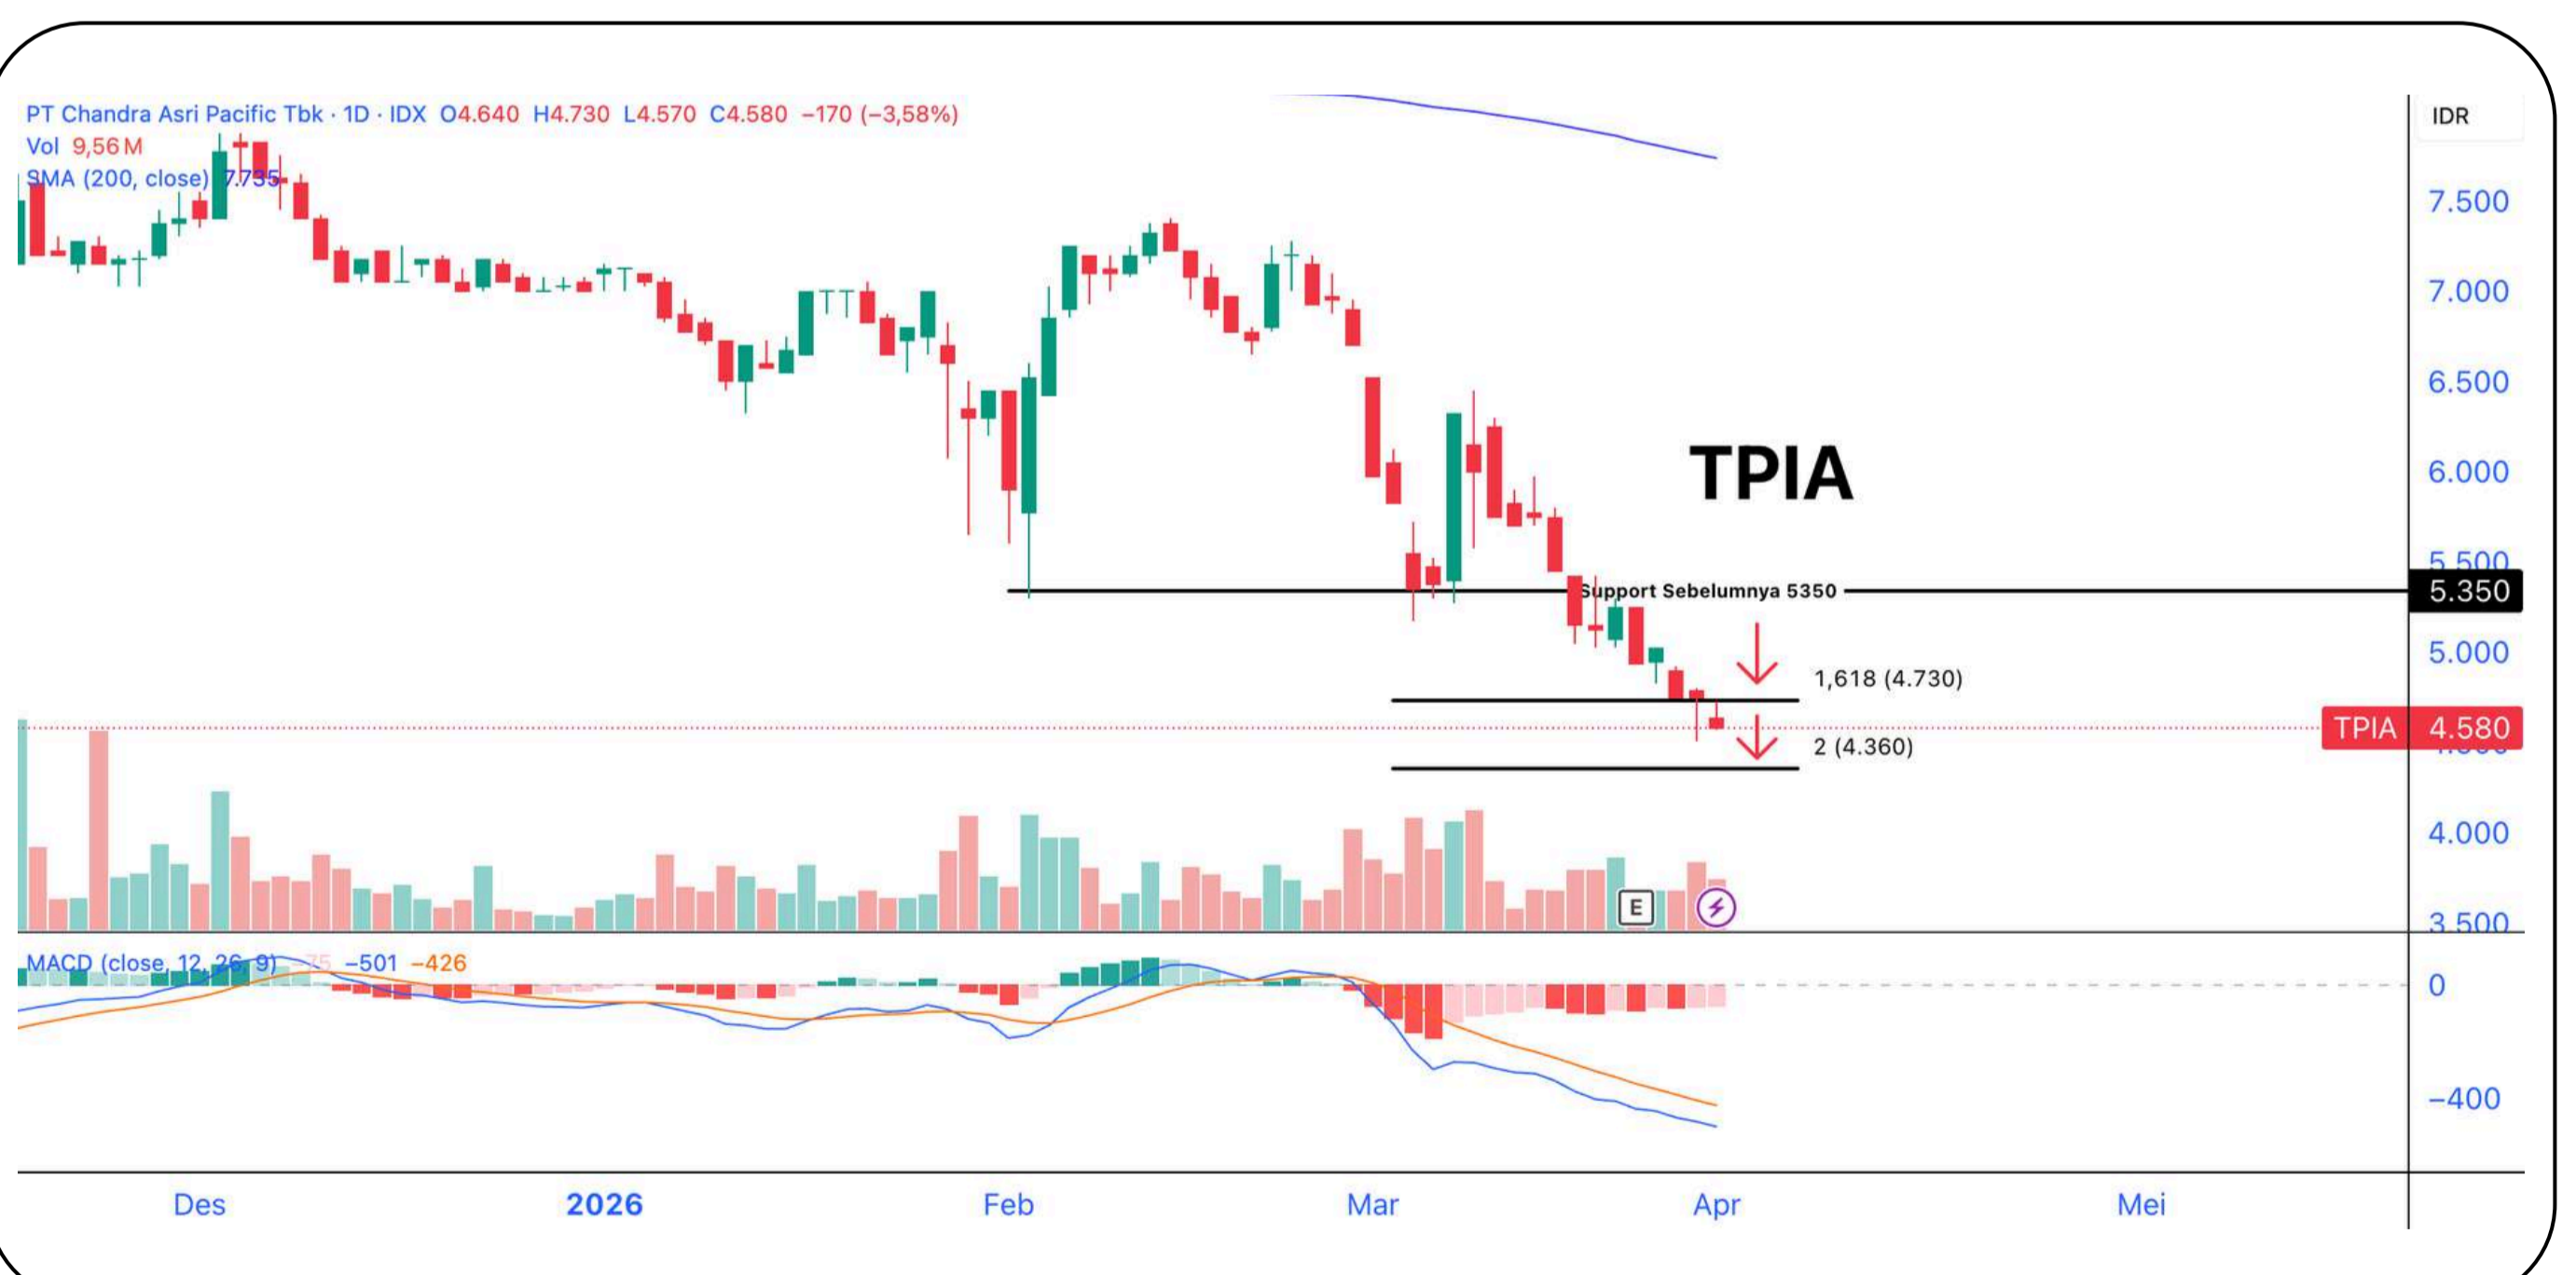 PT Chandra Asri Pacific Tbk · 1D · IDX O4.640 H4.730 L4.570 C4.580 −170 (−3,58%)
Vol 9,56 M
SMA (200, close) 7.735
IDR
7.500
7.000
6.500
6.000
TPIA
5.500
Support Sebelumnya 5350
5.350
5.000
1,618 (4.730)
TPIA 4.580
2 (4.360)
4.000
E
3.500
MACD (close, 12, 26, 9) −75 −501 −426
0
−400
Des 2026 Feb Mar Apr Mei